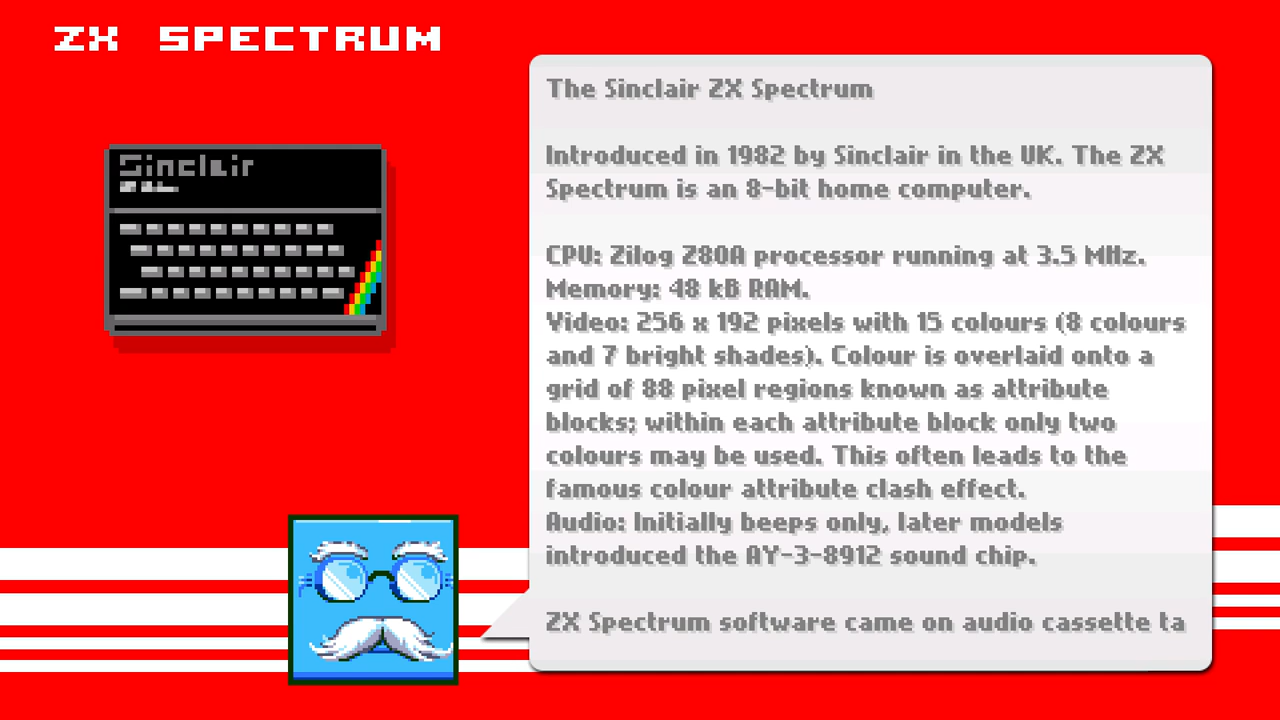 ZX SPECTRUM
Sinclair
The Sinclair ZX Spectrum
Introduced in 1982 by Sinclair in the UK. The ZX
Spectrum is an 8-bit home computer.
CPU: Zilog Z80A processor running at 3.5 MHz.
Memory: 48 kB RAM.
Video: 256 x 192 pixels with 15 colours (8 colours
and 7 bright shades). Colour is overlaid onto a
grid of 88 pixel regions known as attribute
blocks; within each attribute block only two
colours may be used. This often leads to the
famous colour attribute clash effect.
Audio: Initially beeps only, later models
introduced the AY-3-8912 sound chip.
ZX Spectrum software came on audio cassette ta